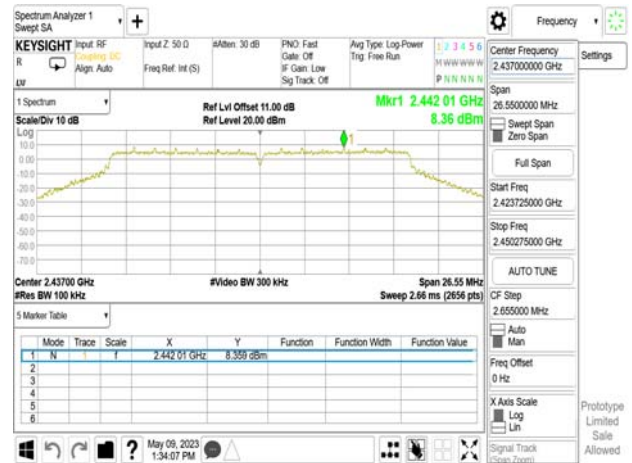 Spectrum Analyzer 1
Swept SA
+
Frequency
KEYSIGHT
R
LXI
Input: RF
Coupling: DC
Align: Auto
Input Z: 50 Ω
Freq Ref: Int (S)
#Atten: 30 dB
PNO: Fast
Gate: Off
IF Gain: Low
Sig Track: Off
Avg Type: Log-Power
Trig: Free Run
1 2 3 4 5 6
M W W W W W
P N N N N N
1 Spectrum
Scale/Div 10 dB
Log
Ref Lvl Offset 11.00 dB
Ref Level 20.00 dBm
Mkr1 2.442 01 GHz
8.36 dBm
10.0
0.00
-10.0
-20.0
-30.0
-40.0
-50.0
-60.0
-70.0
1
Center 2.43700 GHz
#Res BW 100 kHz
#Video BW 300 kHz
Span 26.55 MHz
Sweep 2.66 ms (2656 pts)
5 Marker Table
Mode Trace Scale X Y Function Function Width Function Value
1 N 1 f 2.442 01 GHz 8.359 dBm
2
3
4
5
6
May 09, 2023
1:34:07 PM
Center Frequency
2.437000000 GHz
Settings
Span
26.5500000 MHz
Swept Span
Zero Span
Full Span
Start Freq
2.423725000 GHz
Stop Freq
2.450275000 GHz
AUTO TUNE
CF Step
2.655000 MHz
Auto
Man
Freq Offset
0 Hz
X Axis Scale
Log
Lin
Signal Track
(Span Zoom)
Prototype
Limited
Sale
Allowed